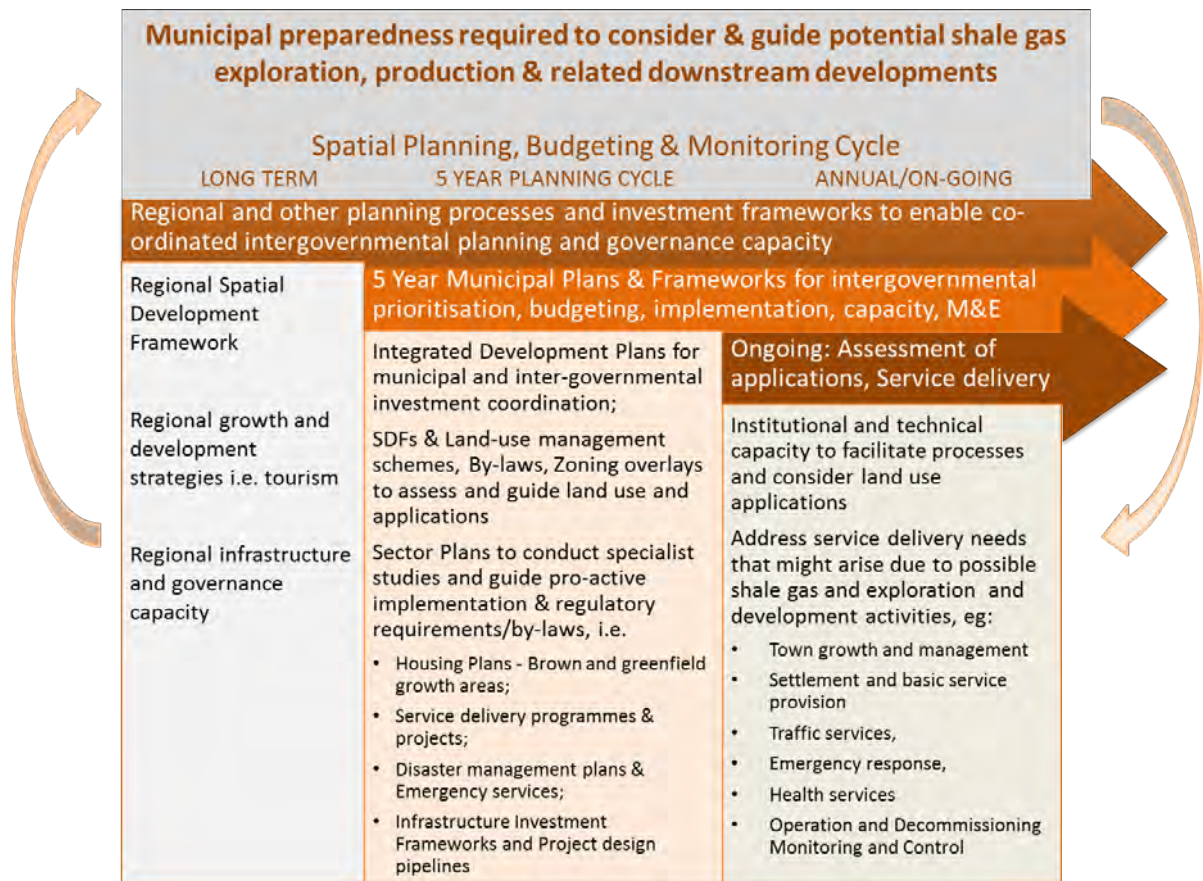 Municipal preparedness required to consider & guide potential shale gas
exploration, production & related downstream developments
Spatial Planning, Budgeting & Monitoring Cycle
LONG TERM
5 YEAR PLANNING CYCLE
ANNUAL/ON-GOING
Regional and other planning processes and investment frameworks to enable co-
ordinated intergovernmental planning and governance capacity
Regional Spatial
Development
Framework
Regional growth and
development
strategies i.e. tourism
Regional infrastructure
and governance
capacity
5 Year Municipal Plans & Frameworks for intergovernmental
prioritisation, budgeting, implementation, capacity, M&E
Integrated Development Plans for
municipal and inter-governmental
investment coordination;
SDFs & Land-use management
schemes, By-laws, Zoning overlays
to assess and guide land use and
applications
Sector Plans to conduct specialist
studies and guide pro-active
implementation & regulatory
requirements/by-laws, i.e.
• Housing Plans - Brown and greenfield
growth areas;
• Service delivery programmes &
projects;
• Disaster management plans &
Emergency services;
• Infrastructure Investment
Frameworks and Project design
pipelines
Ongoing: Assessment of
applications, Service delivery
Institutional and technical
capacity to facilitate processes
and consider land use
applications
Address service delivery needs
that might arise due to possible
shale gas and exploration and
development activities, eg:
• Town growth and management
• Settlement and basic service
provision
• Traffic services,
• Emergency response,
• Health services
• Operation and Decommissioning
Monitoring and Control